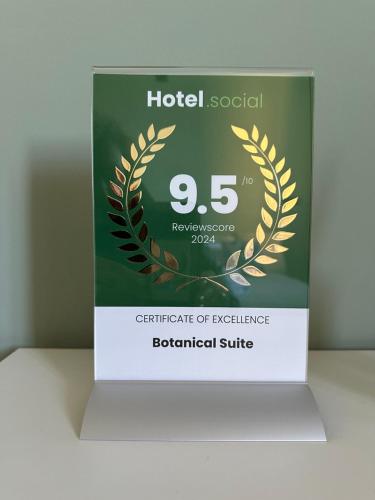 Hotel.social
9.5 /10
Reviewscore
2024
CERTIFICATE OF EXCELLENCE
Botanical Suite